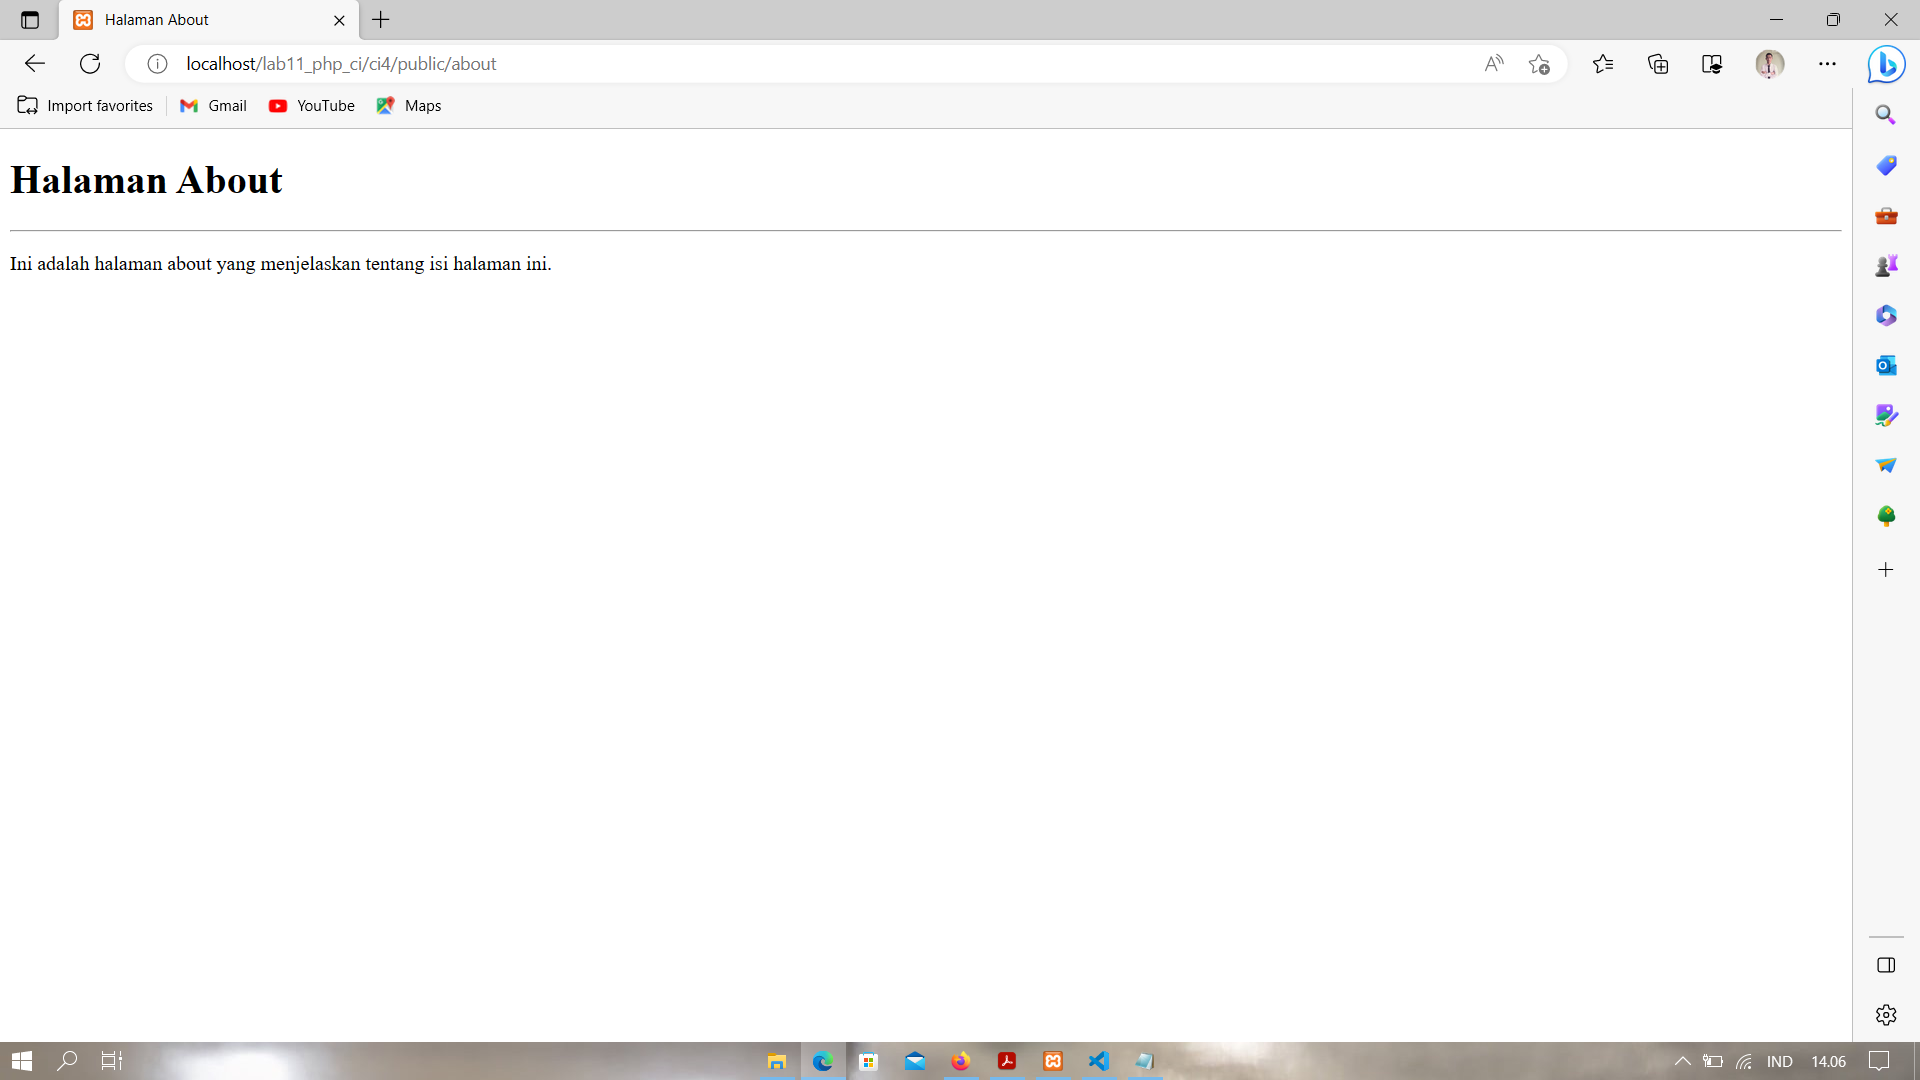 Halaman About
localhost/lab11_php_ci/ci4/public/about
Import favorites
Gmail
YouTube
Maps
Halaman About
Ini adalah halaman about yang menjelaskan tentang isi halaman ini.
IND
14.06